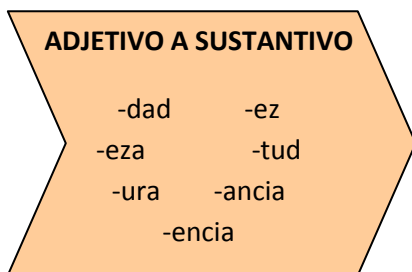 ADJETIVO A SUSTANTIVO
-dad -ez
-eza -tud
-ura -ancia
-encia